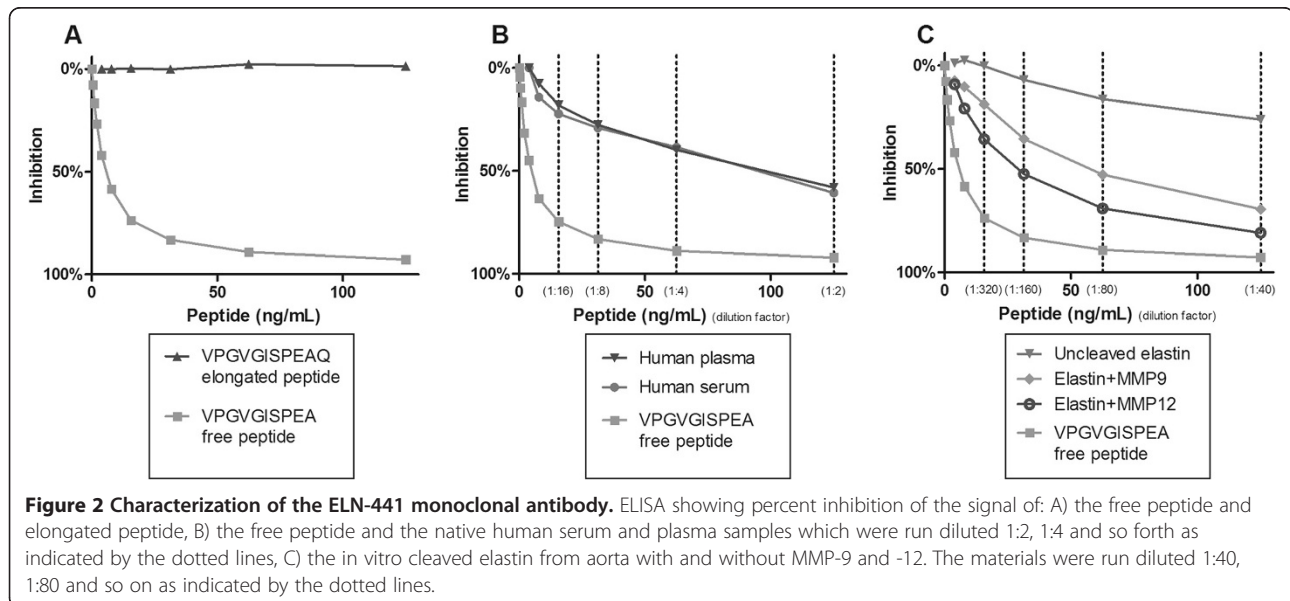 A
B
C
0%
50%
100%
Inhibition
0
50
100
Peptide (ng/mL)
VPGVGISPEAQ
elongated peptide
VPGVGISPEA
free peptide
0%
50%
100%
Inhibition
0
(1:16)
(1:8)
50
(1:4)
100
(1:2)
Peptide (ng/mL) (dilution factor)
Human plasma
Human serum
VPGVGISPEA
free peptide
0%
50%
100%
Inhibition
0
(1:320)
(1:160)
50
(1:80)
100
(1:40)
Peptide (ng/mL) (dilution factor)
Uncleaved elastin
Elastin+MMP9
Elastin+MMP12
VPGVGISPEA
free peptide
Figure 2 Characterization of the ELN-441 monoclonal antibody. ELISA showing percent inhibition of the signal of: A) the free peptide and
elongated peptide, B) the free peptide and the native human serum and plasma samples which were run diluted 1:2, 1:4 and so forth as
indicated by the dotted lines, C) the in vitro cleaved elastin from aorta with and without MMP-9 and -12. The materials were run diluted 1:40,
1:80 and so on as indicated by the dotted lines.